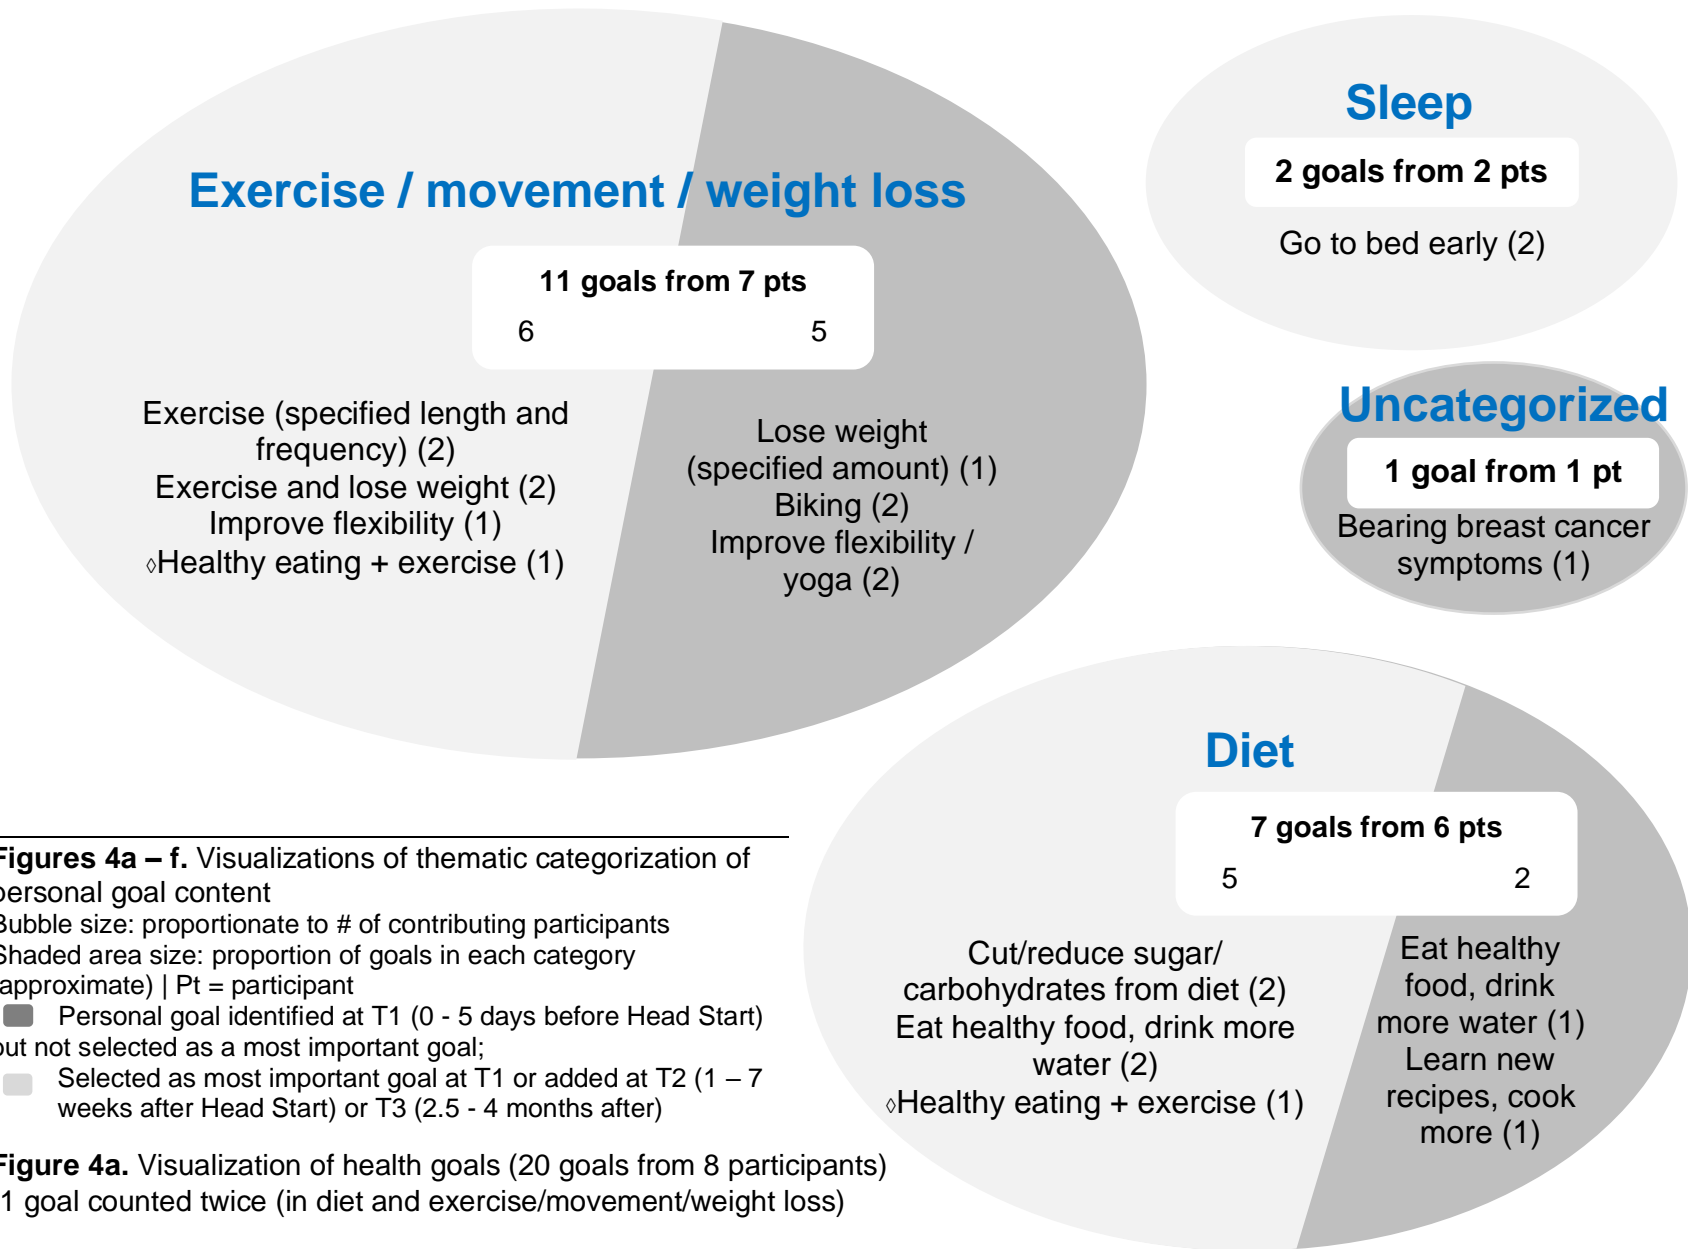 Exercise / movement / weight loss
11 goals from 7 pts
6 5
Exercise (specified length and
frequency) (2)
Exercise and lose weight (2)
Improve flexibility (1)
◊Healthy eating + exercise (1)
Lose weight
(specified amount) (1)
Biking (2)
Improve flexibility /
yoga (2)
Sleep
2 goals from 2 pts
Go to bed early (2)
Uncategorized
1 goal from 1 pt
Bearing breast cancer
symptoms (1)
Diet
7 goals from 6 pts
5 2
Cut/reduce sugar/
carbohydrates from diet (2)
Eat healthy food, drink more
water (2)
◊Healthy eating + exercise (1)
Eat healthy
food, drink
more water (1)
Learn new
recipes, cook
more (1)
Figures 4a – f. Visualizations of thematic categorization of
personal goal content
Bubble size: proportionate to # of contributing participants
Shaded area size: proportion of goals in each category
(approximate) | Pt = participant
Personal goal identified at T1 (0 - 5 days before Head Start)
but not selected as a most important goal;
Selected as most important goal at T1 or added at T2 (1 – 7
weeks after Head Start) or T3 (2.5 - 4 months after)
Figure 4a. Visualization of health goals (20 goals from 8 participants)
1 goal counted twice (in diet and exercise/movement/weight loss)